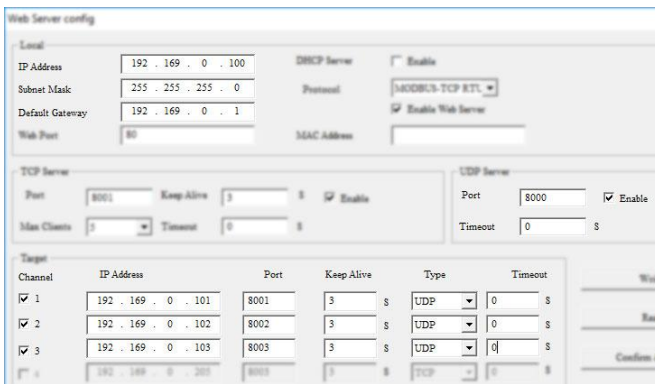 Web Server config
Local
IP Address 192 . 169 . 0 . 100 DHCP Server Enable
Subnet Mask 255 . 255 . 255 . 0 Protocol MODBUS-TCP RTU
Default Gateway 192 . 169 . 0 . 1 Enable Web Server
Web Port 80 MAC Address
TCP Server UDP Server
Port 8001 Keep Alive 3 S Enable Port 8000 Enable
Max Clients 5 Timeout 0 S Timeout 0 S
Target
Channel IP Address Port Keep Alive Type Timeout
1 192 . 169 . 0 . 101 8001 3 S UDP 0 S
2 192 . 169 . 0 . 102 8002 3 S UDP 0 S
3 192 . 169 . 0 . 103 8003 3 S UDP 0 S
4 192 . 169 . 0 . 205 8005 3 S TCP 0 S
Confirm